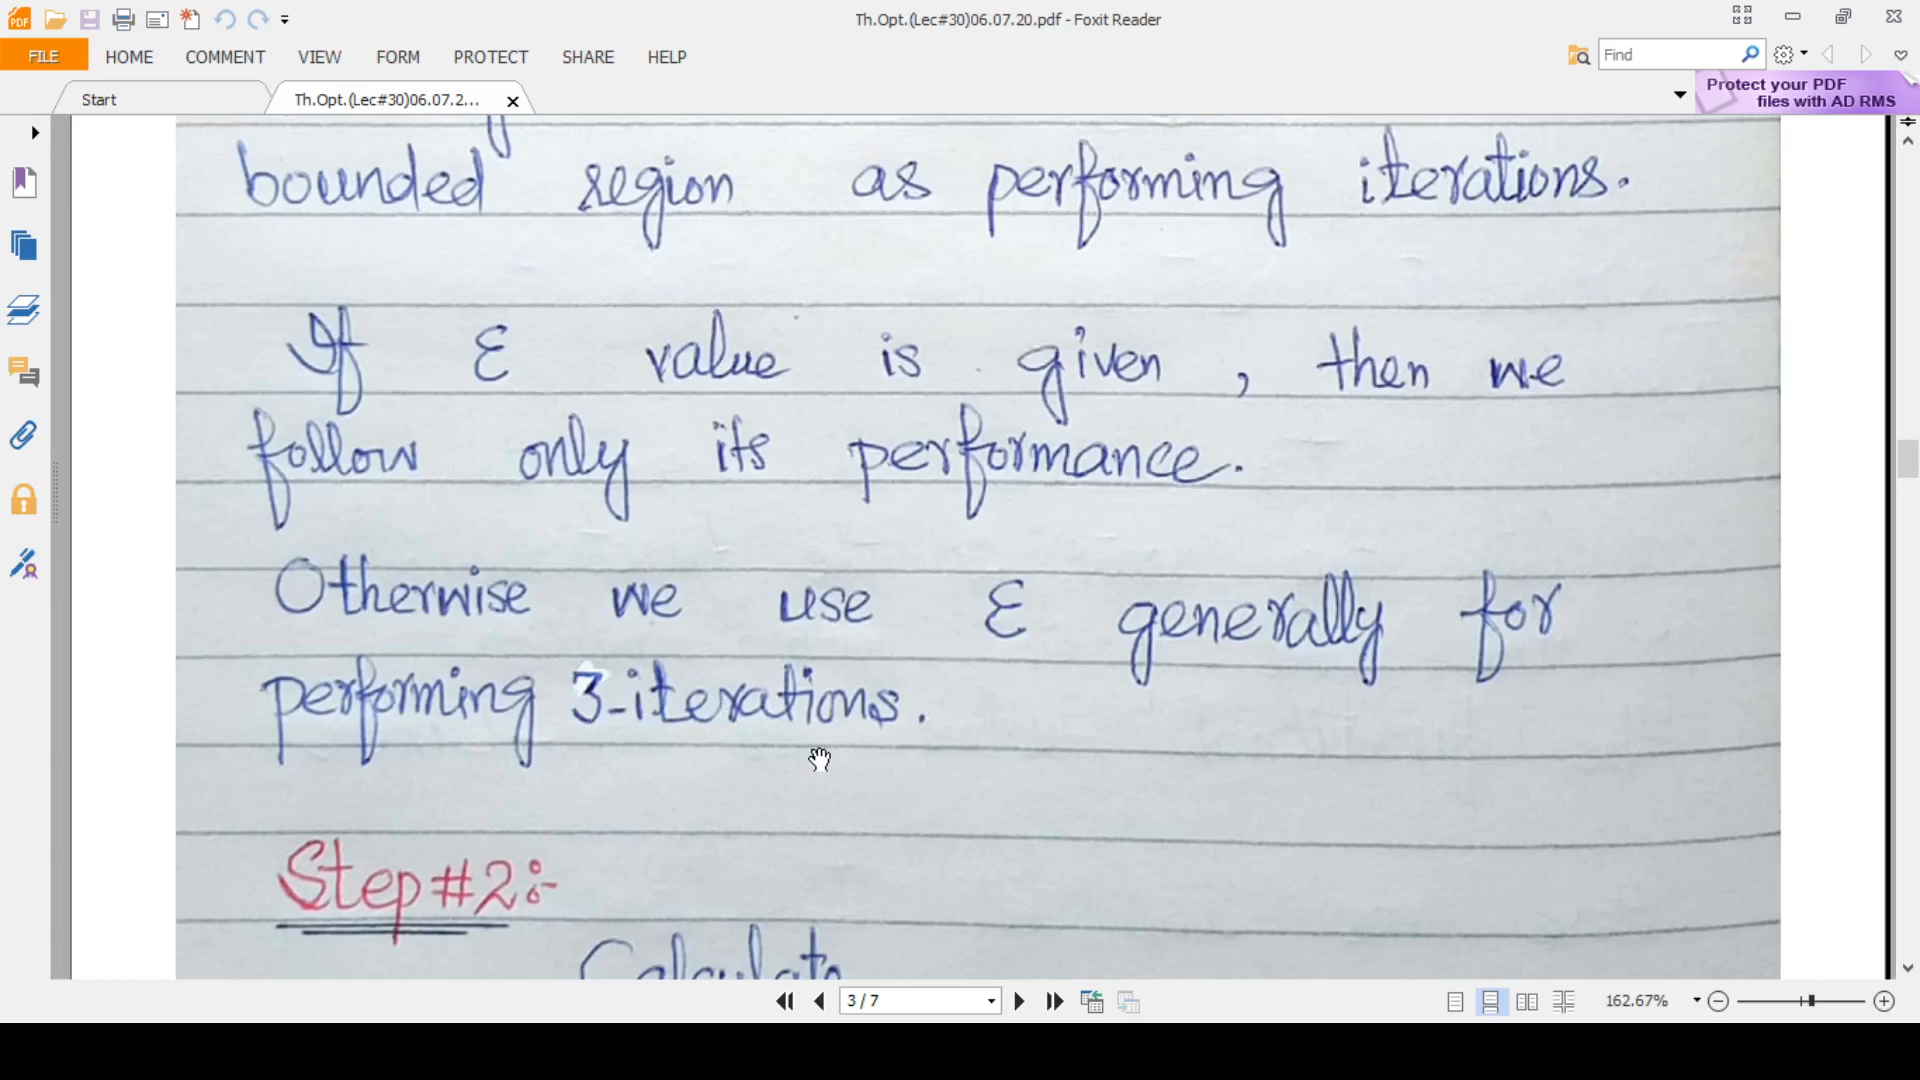 Th.Opt.(Lec#30)06.07.20.pdf - Foxit Reader
FILE HOME COMMENT VIEW FORM PROTECT SHARE HELP
Find
Start
Th.Opt.(Lec#30)06.07.2...
Protect your PDF
files with AD RMS
bounded region as performing iterations.
If ε value is given, then we
follow only its performance.
Otherwise we use ε generally for
performing 3-iterations.
Step#2:-
Calculate
3 / 7
162.67%